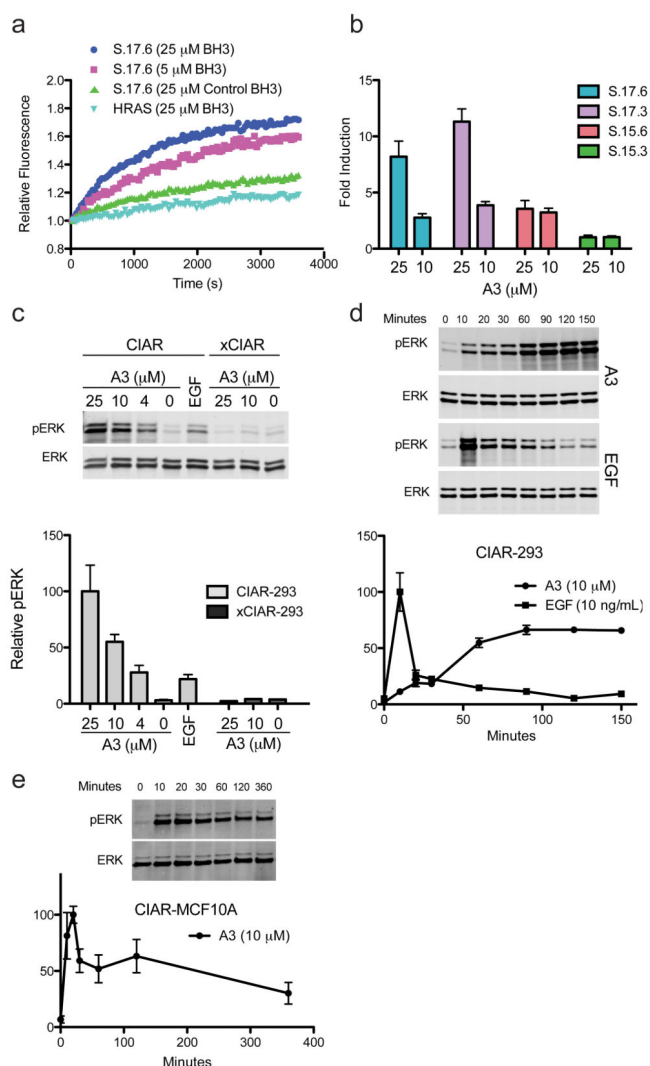 a
S.17.6 (25 μM BH3)
S.17.6 (5 μM BH3)
S.17.6 (25 μM Control BH3)
HRAS (25 μM BH3)
Relative Fluorescence
2.0
1.8
1.6
1.4
1.2
1.0
0.8
0 1000 2000 3000 4000
Time (s)
b
Fold Induction
15
10
5
0
S.17.6
S.17.3
S.15.6
S.15.3
25 10 25 10 25 10 25 10
A3 (μM)
c
CIAR xCIAR
A3 (μM) EGF A3 (μM)
25 10 4 0 25 10 0
pERK
ERK
Relative pERK
150
100
50
0
CIAR-293
xCIAR-293
25 10 4 0 EGF 25 10 0
A3 (μM) A3 (μM)
d
Minutes 0 10 20 30 60 90 120 150
pERK
ERK
A3
pERK
ERK
EGF
CIAR-293
A3 (10 μM)
EGF (10 ng/mL)
150
100
50
0
0 50 100 150
Minutes
e
Minutes 0 10 20 30 60 120 360
pERK
ERK
CIAR-MCF10A
A3 (10 μM)
100
50
0
0 100 200 300 400
Minutes